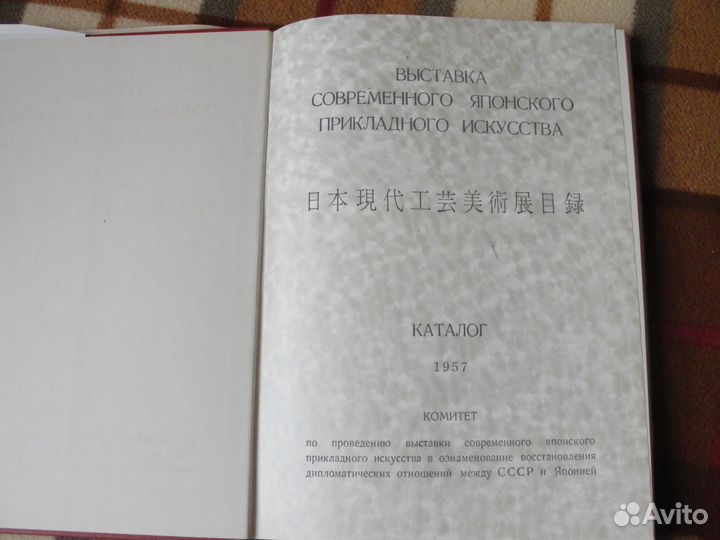 ВЫСТАВКА
СОВРЕМЕННОГО ЯПОНСКОГО
ПРИКЛАДНОГО ИСКУССТВА
日本現代工芸美術展目録
КАТАЛОГ
1957
КОМИТЕТ
по проведению выставки современного японского
прикладного искусства в ознаменование восстановления
дипломатических отношений между СССР и Японией
Avito